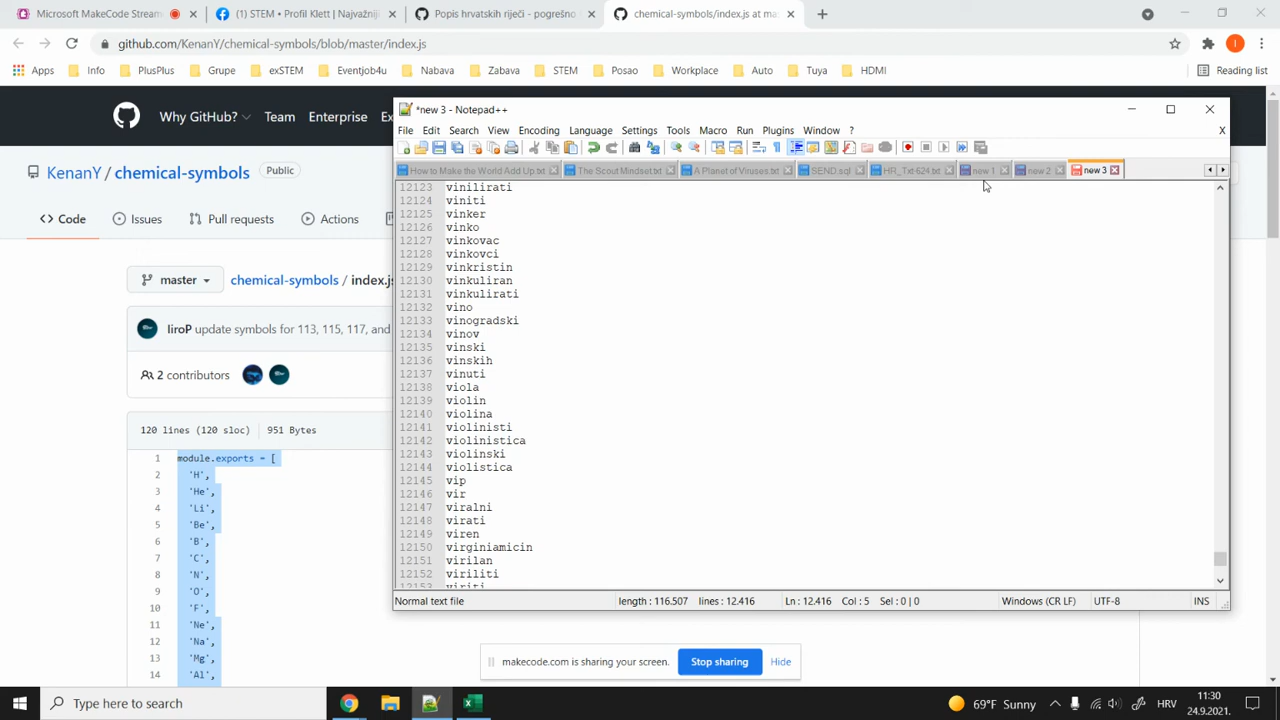 Microsoft MakeCode Stream
(1) STEM • Profil Klett | Najvažniji
Popis hrvatskih riječi - pogrešno
chemical-symbols/index.js at mas
github.com/KenanY/chemical-symbols/blob/master/index.js
I
Apps
Info
PlusPlus
Grupe
exSTEM
Eventjob4u
Nabava
Zabava
STEM
Posao
Workplace
Auto
Tuya
HDMI
Reading list
Why GitHub?
Team
Enterprise
KenanY / chemical-symbols
Public
Code
Issues
Pull requests
Actions
master
chemical-symbols / index.js
liroP update symbols for 113, 115, 117, and
2 contributors
120 lines (120 sloc)
951 Bytes
1 module.exports = [
2 'H',
3 'He',
4 'Li',
5 'Be',
6 'B',
7 'C',
8 'N',
9 'O',
10 'F',
11 'Ne',
12 'Na',
13 'Mg',
14 'Al',
*new 3 - Notepad++
File Edit Search View Encoding Language Settings Tools Macro Run Plugins Window ?
X
How to Make the World Add Up.txt
The Scout Mindset.txt
A Planet of Viruses.txt
SEND.sql
HR_Txt-624.txt
new 1
new 2
new 3
12123 vinilirati
12124 viniti
12125 vinker
12126 vinko
12127 vinkovac
12128 vinkovci
12129 vinkristin
12130 vinkuliran
12131 vinkulirati
12132 vino
12133 vinogradski
12134 vinov
12135 vinski
12136 vinskih
12137 vinuti
12138 viola
12139 violin
12140 violina
12141 violinisti
12142 violinistica
12143 violinski
12144 violistica
12145 vip
12146 vir
12147 viralni
12148 virati
12149 viren
12150 virginiamicin
12151 virilan
12152 viriliti
12153 viriti
Normal text file
length : 116.507 lines : 12.416
Ln : 12.416 Col : 5 Sel : 0 | 0
Windows (CR LF)
UTF-8
INS
makecode.com is sharing your screen.
Stop sharing
Hide
Type here to search
69°F Sunny
HRV
11:30
24.9.2021.